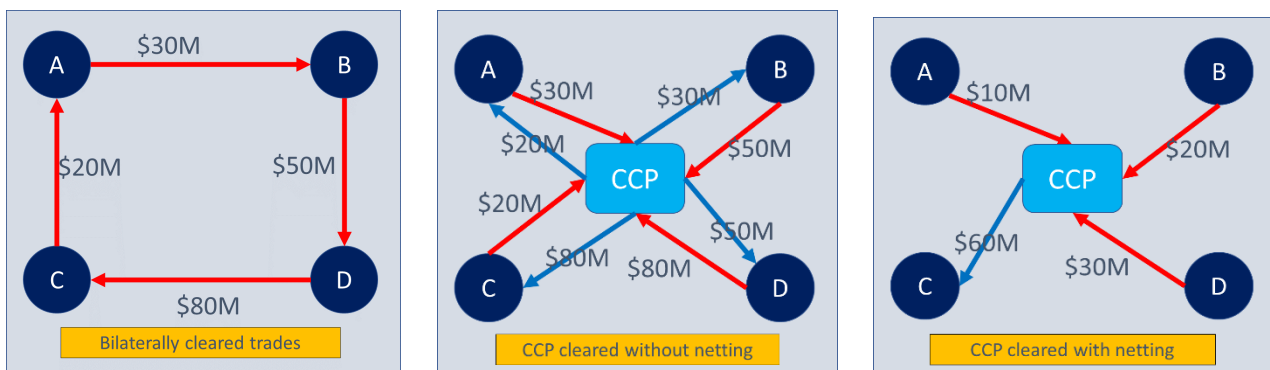 A
$30M
B
$20M
$50M
C
$80M
D
Bilaterally cleared trades
A
B
$30M
$30M
$20M
$50M
CCP
$20M
$50M
$80M
$80M
C
D
CCP cleared without netting
A
B
$10M
$20M
CCP
$60M
$30M
C
D
CCP cleared with netting